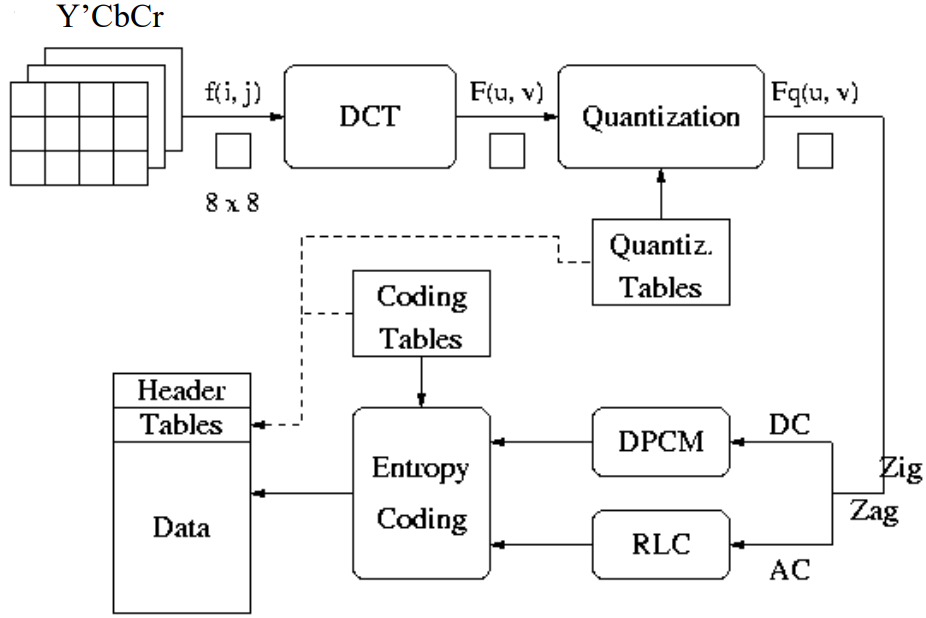 Y’CbCr
f(i, j)
8 x 8
DCT
F(u, v)
Quantization
Fq(u, v)
Quantiz.
Tables
Coding
Tables
Header
Tables
Data
Entropy
Coding
DPCM
DC
Zig
Zag
RLC
AC